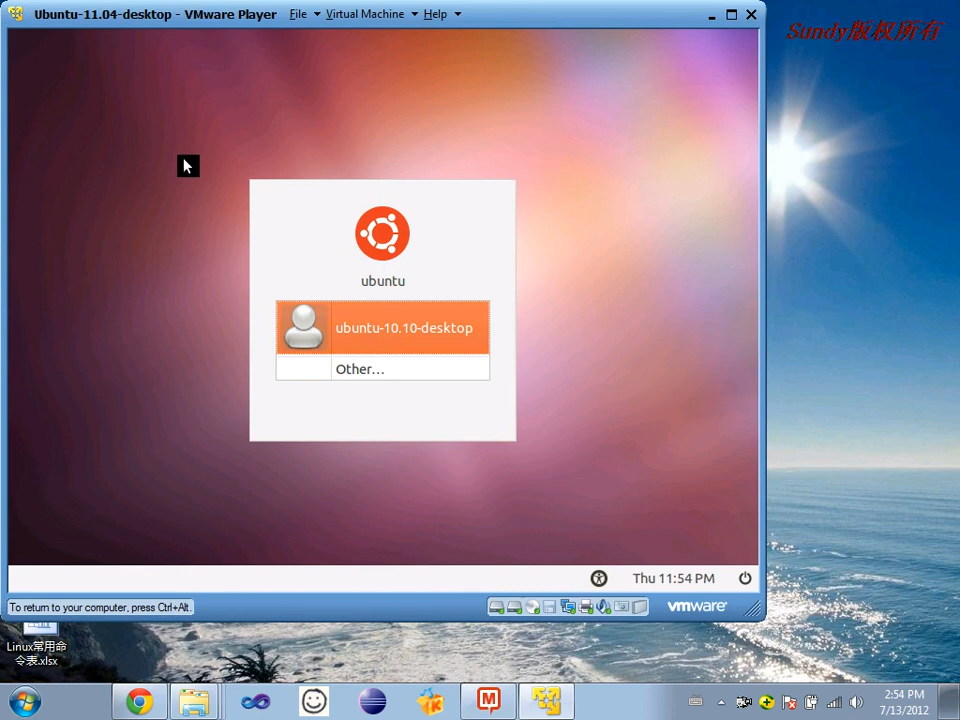 Ubuntu-11.04-desktop - VMware Player File Virtual Machine Help
Sundy版权所有
ubuntu
ubuntu-10.10-desktop
Other...
Thu 11:54 PM
To return to your computer, press Ctrl+Alt.
vmware
Linux常用命
令表.xlsx
2:54 PM
7/13/2012